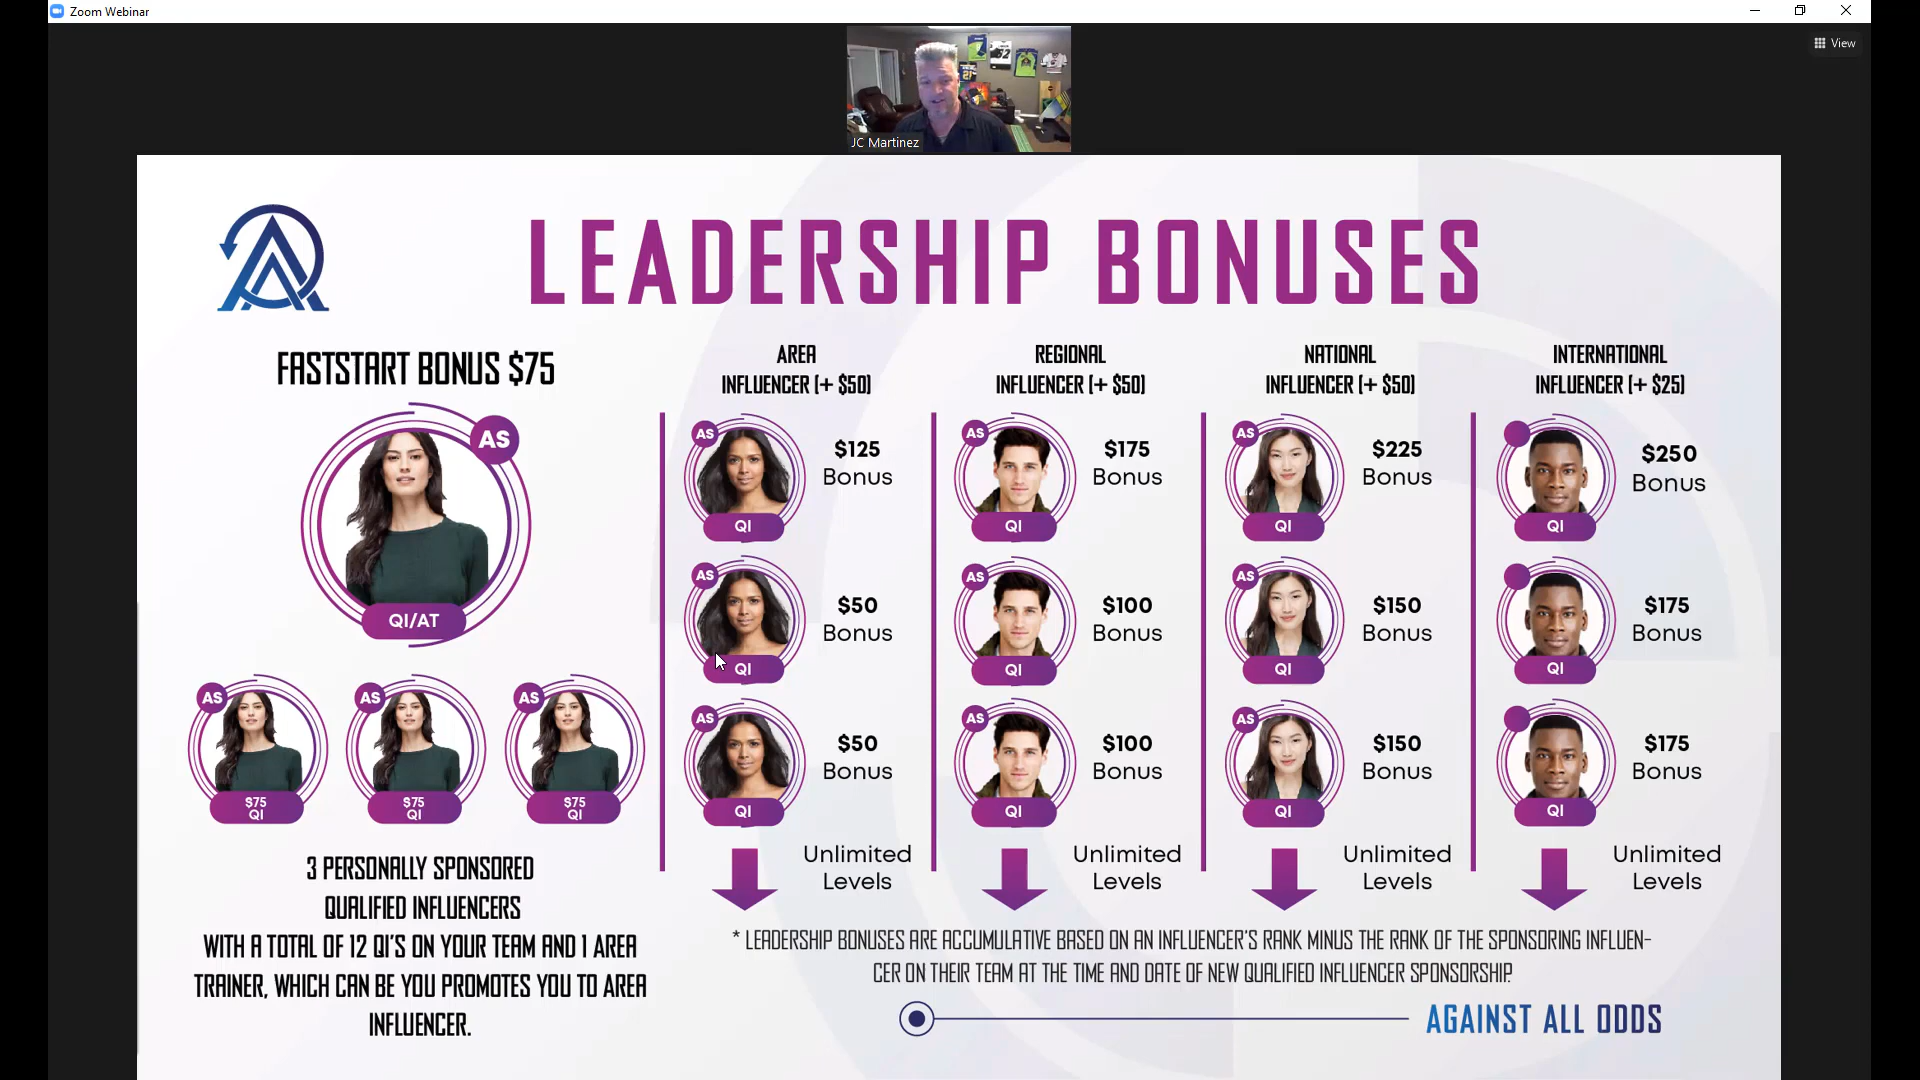 Zoom Webinar
View
JC Martinez
LEADERSHIP BONUSES
FASTSTART BONUS $75
AS
QI/AT
AS
AS
AS
$75
QI
$75
QI
$75
QI
3 PERSONALLY SPONSORED
QUALIFIED INFLUENCERS
WITH A TOTAL OF 12 QI'S ON YOUR TEAM AND 1 AREA
TRAINER, WHICH CAN BE YOU PROMOTES YOU TO AREA
INFLUENCER.
AREA
INFLUENCER (+ $50)
AS
$125
Bonus
QI
AS
$50
Bonus
QI
AS
$50
Bonus
QI
Unlimited
Levels
REGIONAL
INFLUENCER (+ $50)
AS
$175
Bonus
QI
AS
$100
Bonus
QI
AS
$100
Bonus
QI
Unlimited
Levels
NATIONAL
INFLUENCER (+ $50)
AS
$225
Bonus
QI
AS
$150
Bonus
QI
AS
$150
Bonus
QI
Unlimited
Levels
INTERNATIONAL
INFLUENCER (+ $25)
$250
Bonus
QI
$175
Bonus
QI
$175
Bonus
QI
Unlimited
Levels
* LEADERSHIP BONUSES ARE ACCUMULATIVE BASED ON AN INFLUENCER'S RANK MINUS THE RANK OF THE SPONSORING INFLUEN-
CER ON THEIR TEAM AT THE TIME AND DATE OF NEW QUALIFIED INFLUENCER SPONSORSHIP.
AGAINST ALL ODDS